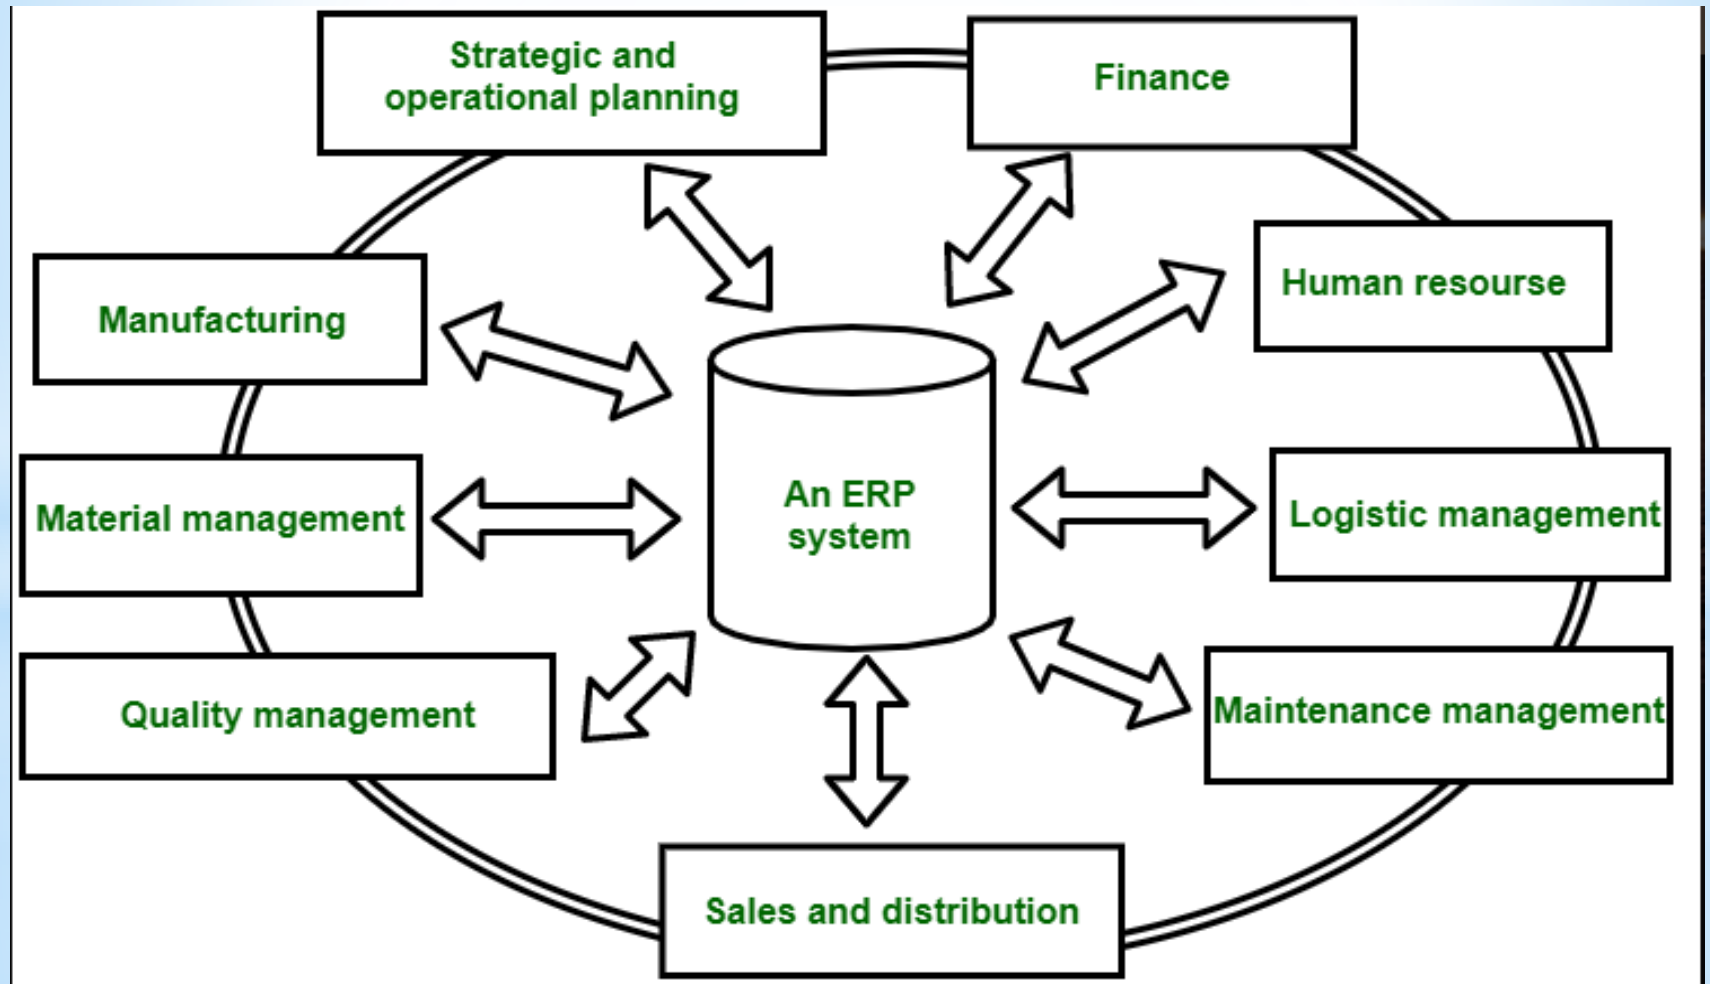 Strategic and
operational planning
Finance
Manufacturing
Human resourse
Material management
An ERP
system
Logistic management
Quality management
Maintenance management
Sales and distribution